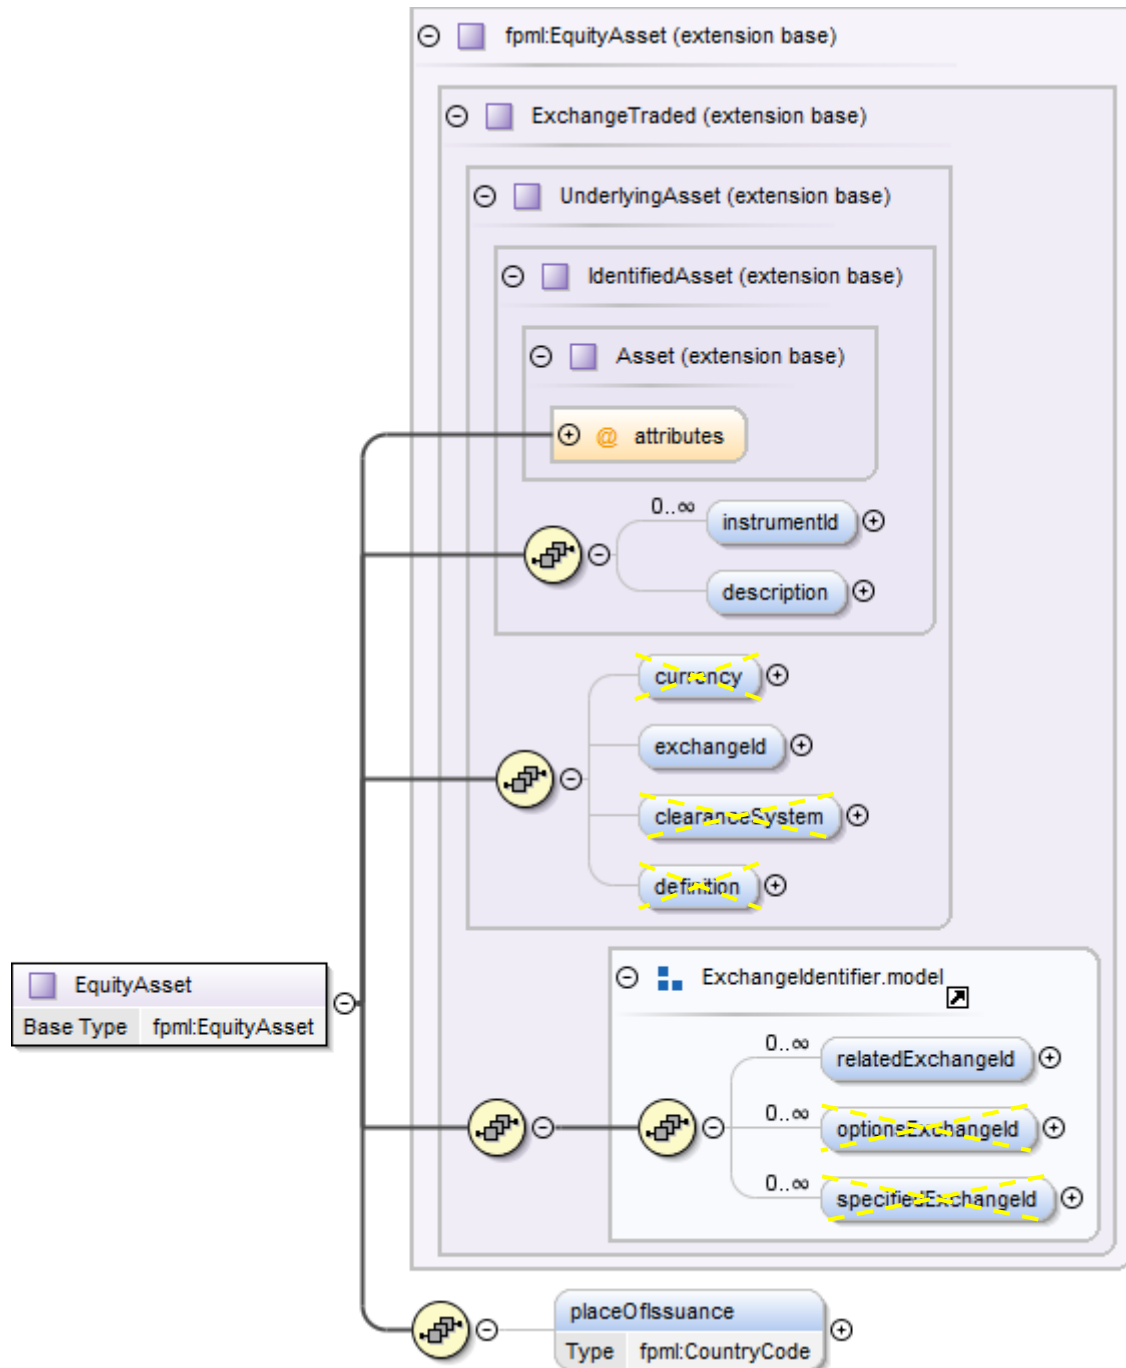 fpml:EquityAsset (extension base)
ExchangeTraded (extension base)
UnderlyingAsset (extension base)
IdentifiedAsset (extension base)
Asset (extension base)
@ attributes
0..∞
instrumentId
description
currency
exchangeId
clearanceSystem
definition
EquityAsset
Base Type fpml:EquityAsset
ExchangeIdentifier.model
0..∞
relatedExchangeId
0..∞
optionsExchangeId
0..∞
specifiedExchangeId
placeOfIssuance
Type fpml:CountryCode